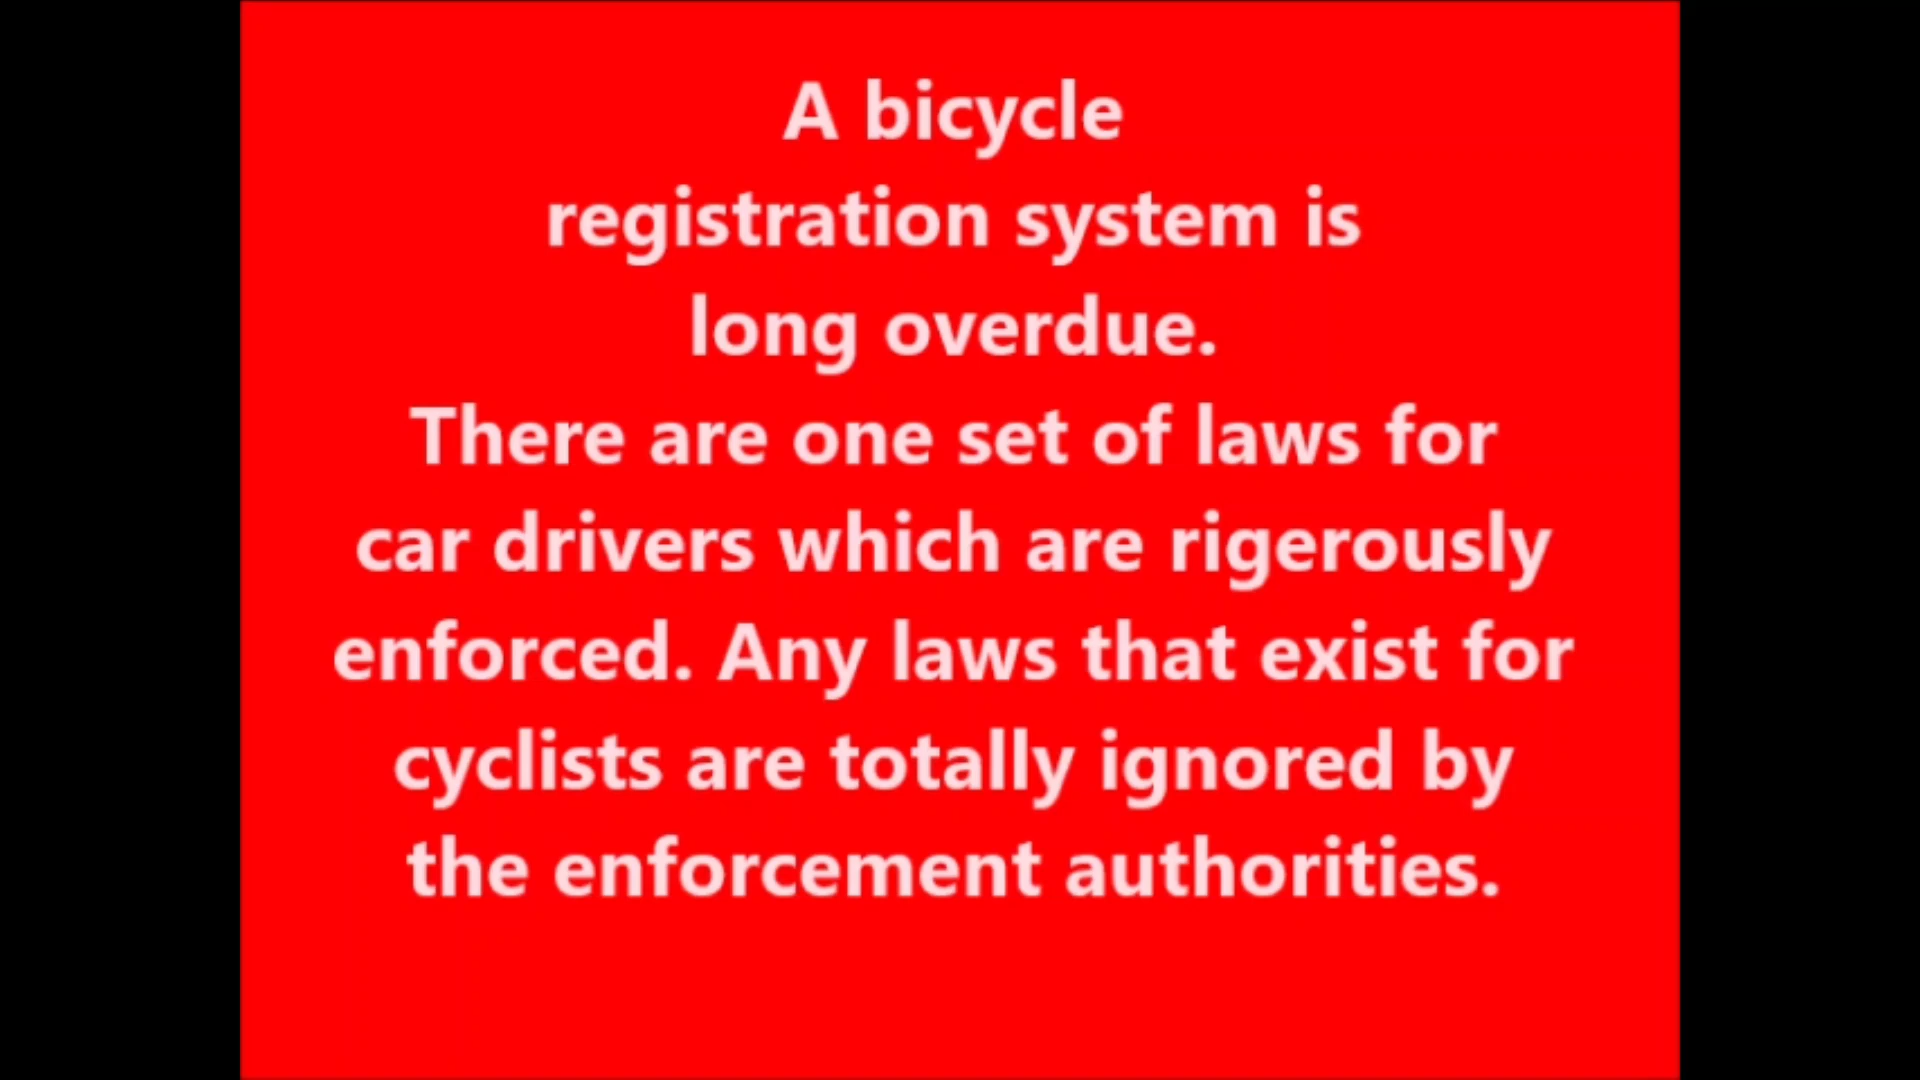 A bicycle
registration system is
long overdue.
There are one set of laws for
car drivers which are rigerously
enforced. Any laws that exist for
cyclists are totally ignored by
the enforcement authorities.